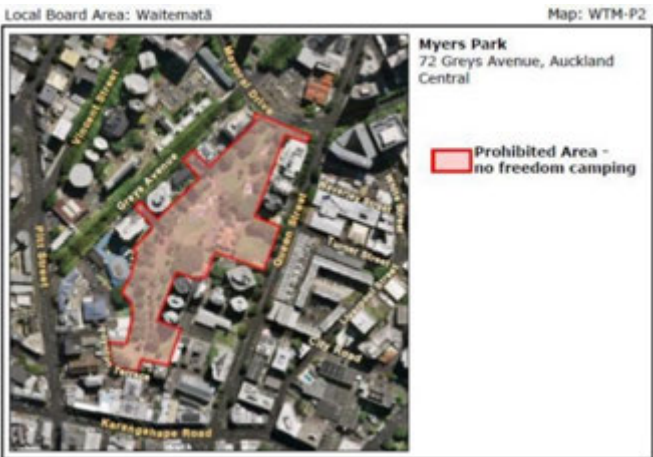 Local Board Area: Waitematā
Map: WTM-P2
Myers Park
72 Greys Avenue, Auckland
Central
Prohibited Area -
no freedom camping
Mayoral Drive
Vincent Street
Greys Avenue
Pitt Street
Queen Street
Turner Street
City Road
Terrace
Karangahape Road